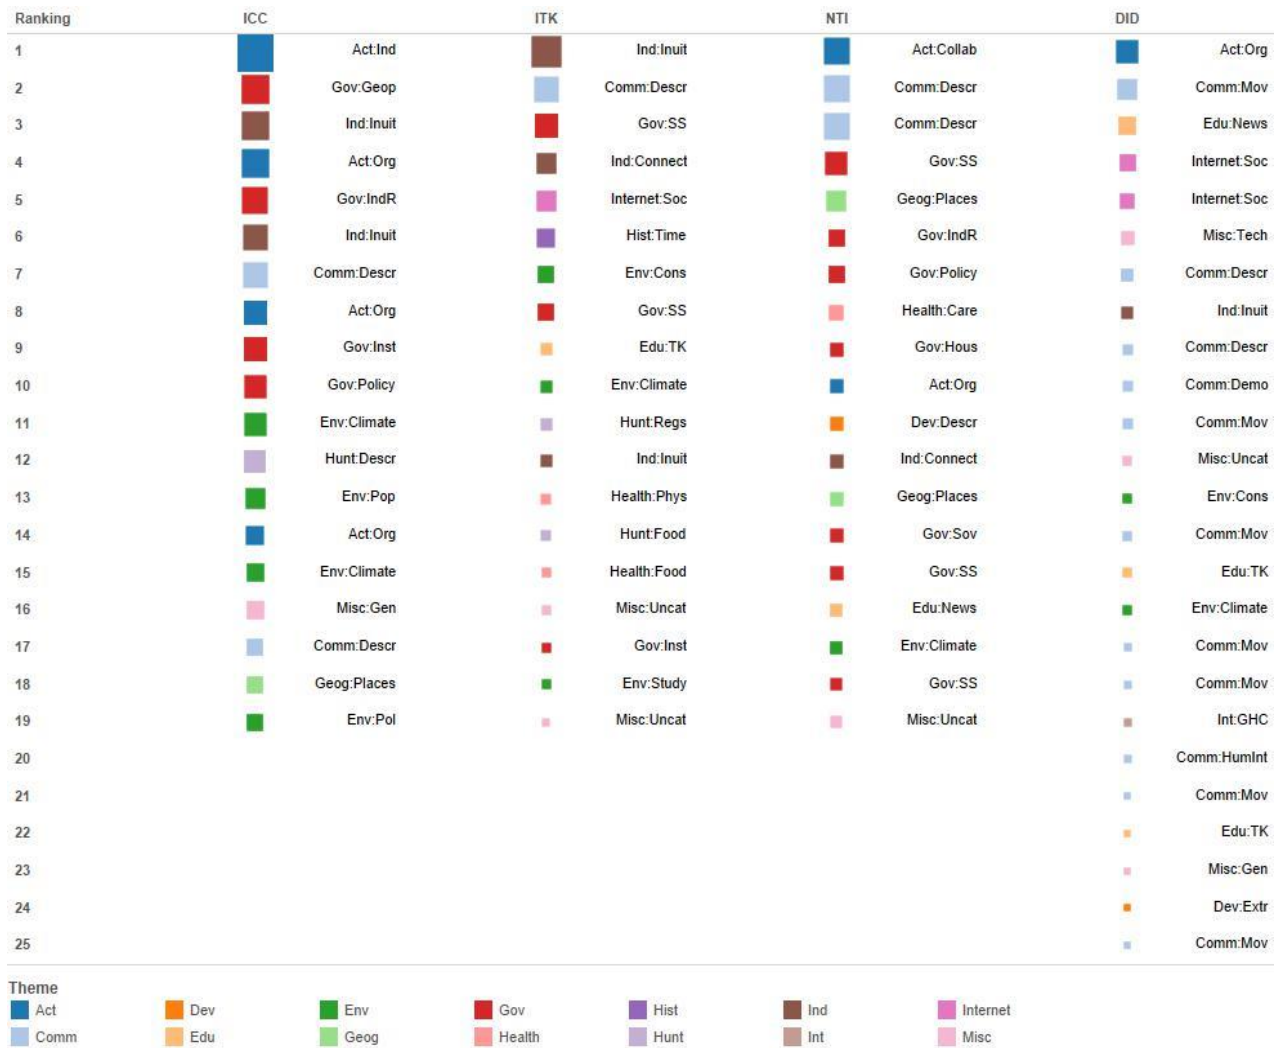 Ranking ICC ITK NTI DID
1 Act:Ind Ind:Inuit Act:Collab Act:Org
2 Gov:Geop Comm:Descr Comm:Descr Comm:Mov
3 Ind:Inuit Gov:SS Comm:Descr Edu:News
4 Act:Org Ind:Connect Gov:SS Internet:Soc
5 Gov:IndR Internet:Soc Geog:Places Internet:Soc
6 Ind:Inuit Hist:Time Gov:IndR Misc:Tech
7 Comm:Descr Env:Cons Gov:Policy Comm:Descr
8 Act:Org Gov:SS Health:Care Ind:Inuit
9 Gov:Inst Edu:TK Gov:Hous Comm:Descr
10 Gov:Policy Env:Climate Act:Org Comm:Demo
11 Env:Climate Hunt:Regs Dev:Descr Comm:Mov
12 Hunt:Descr Ind:Inuit Ind:Connect Misc:Uncat
13 Env:Pop Health:Phys Geog:Places Env:Cons
14 Act:Org Hunt:Food Gov:Sov Comm:Mov
15 Env:Climate Health:Food Gov:SS Edu:TK
16 Misc:Gen Misc:Uncat Edu:News Env:Climate
17 Comm:Descr Gov:Inst Env:Climate Comm:Mov
18 Geog:Places Env:Study Gov:SS Comm:Mov
19 Env:Pol Misc:Uncat Misc:Uncat Int:GHC
20 Comm:HumInt
21 Comm:Mov
22 Edu:TK
23 Misc:Gen
24 Dev:Extr
25 Comm:Mov
Theme
Act Dev Env Gov Hist Ind Internet
Comm Edu Geog Health Hunt Int Misc